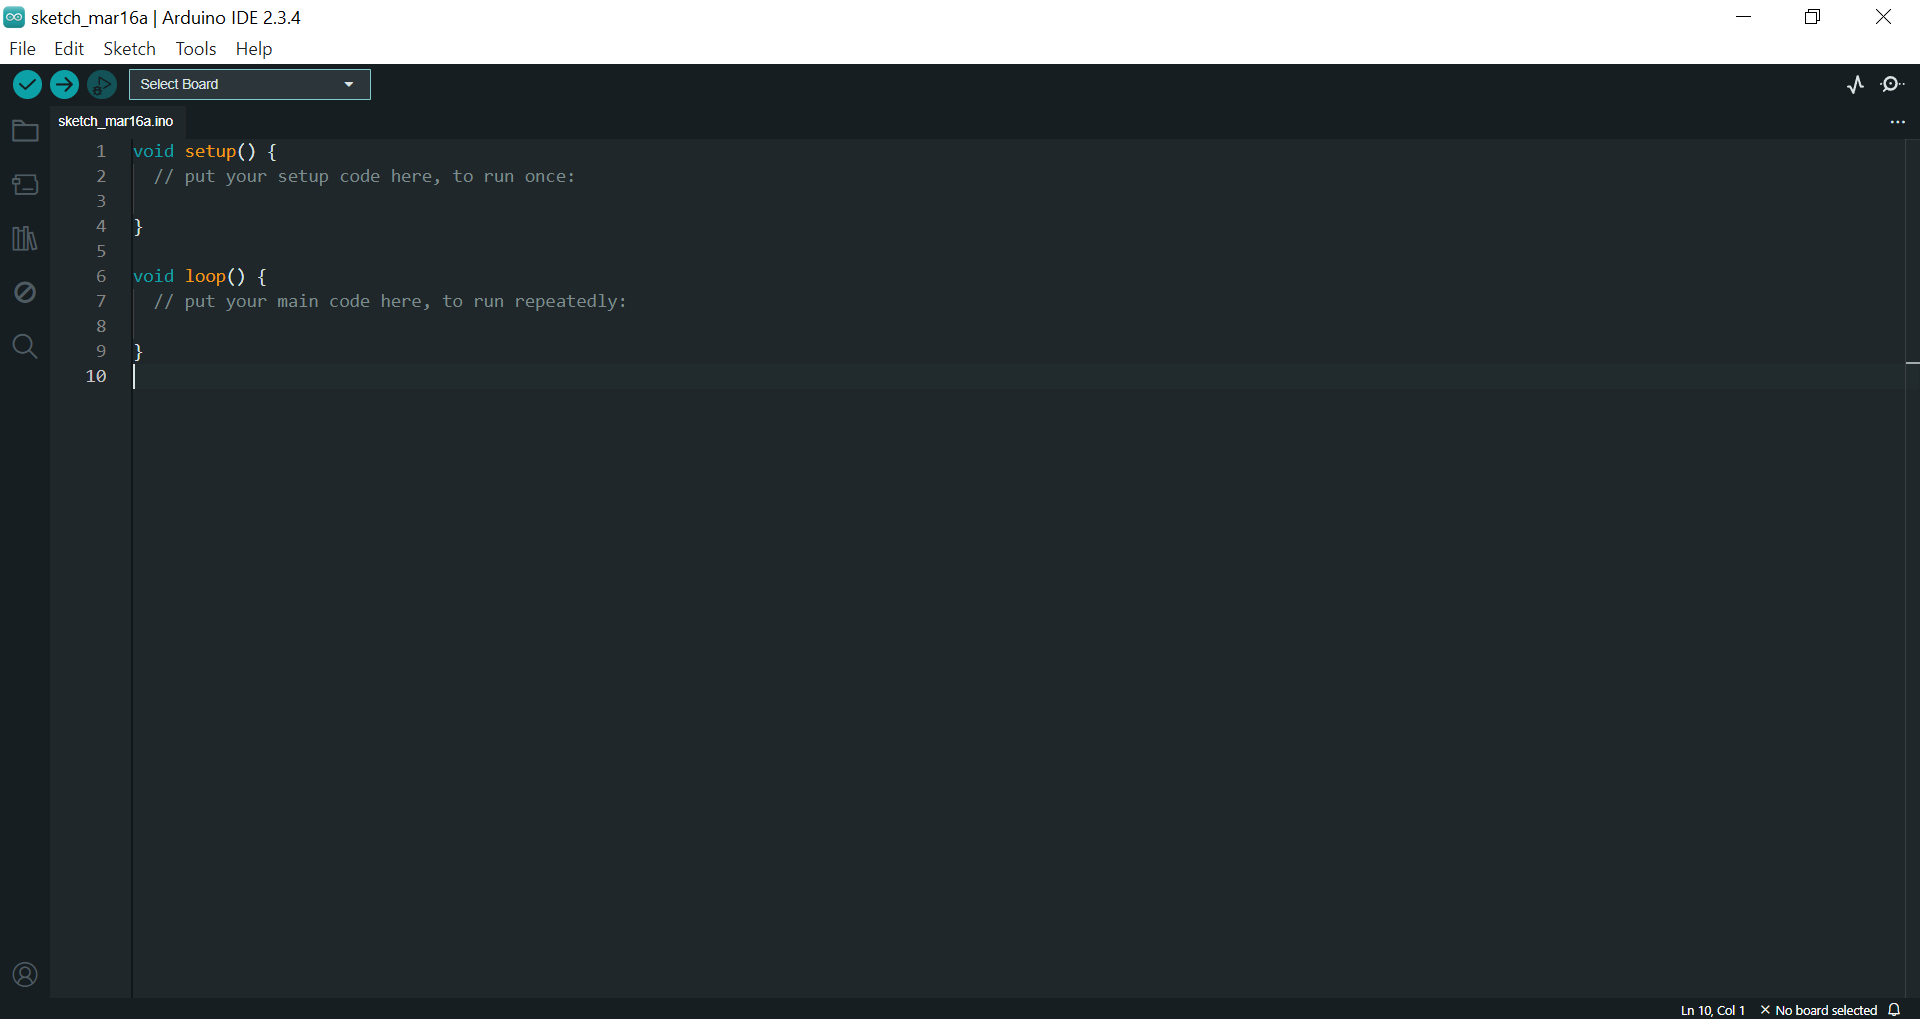 sketch_mar16a | Arduino IDE 2.3.4
File Edit Sketch Tools Help
Select Board
sketch_mar16a.ino
1 void setup() {
2 // put your setup code here, to run once:
3
4 }
5
6 void loop() {
7 // put your main code here, to run repeatedly:
8
9 }
10
Ln 10, Col 1 × No board selected